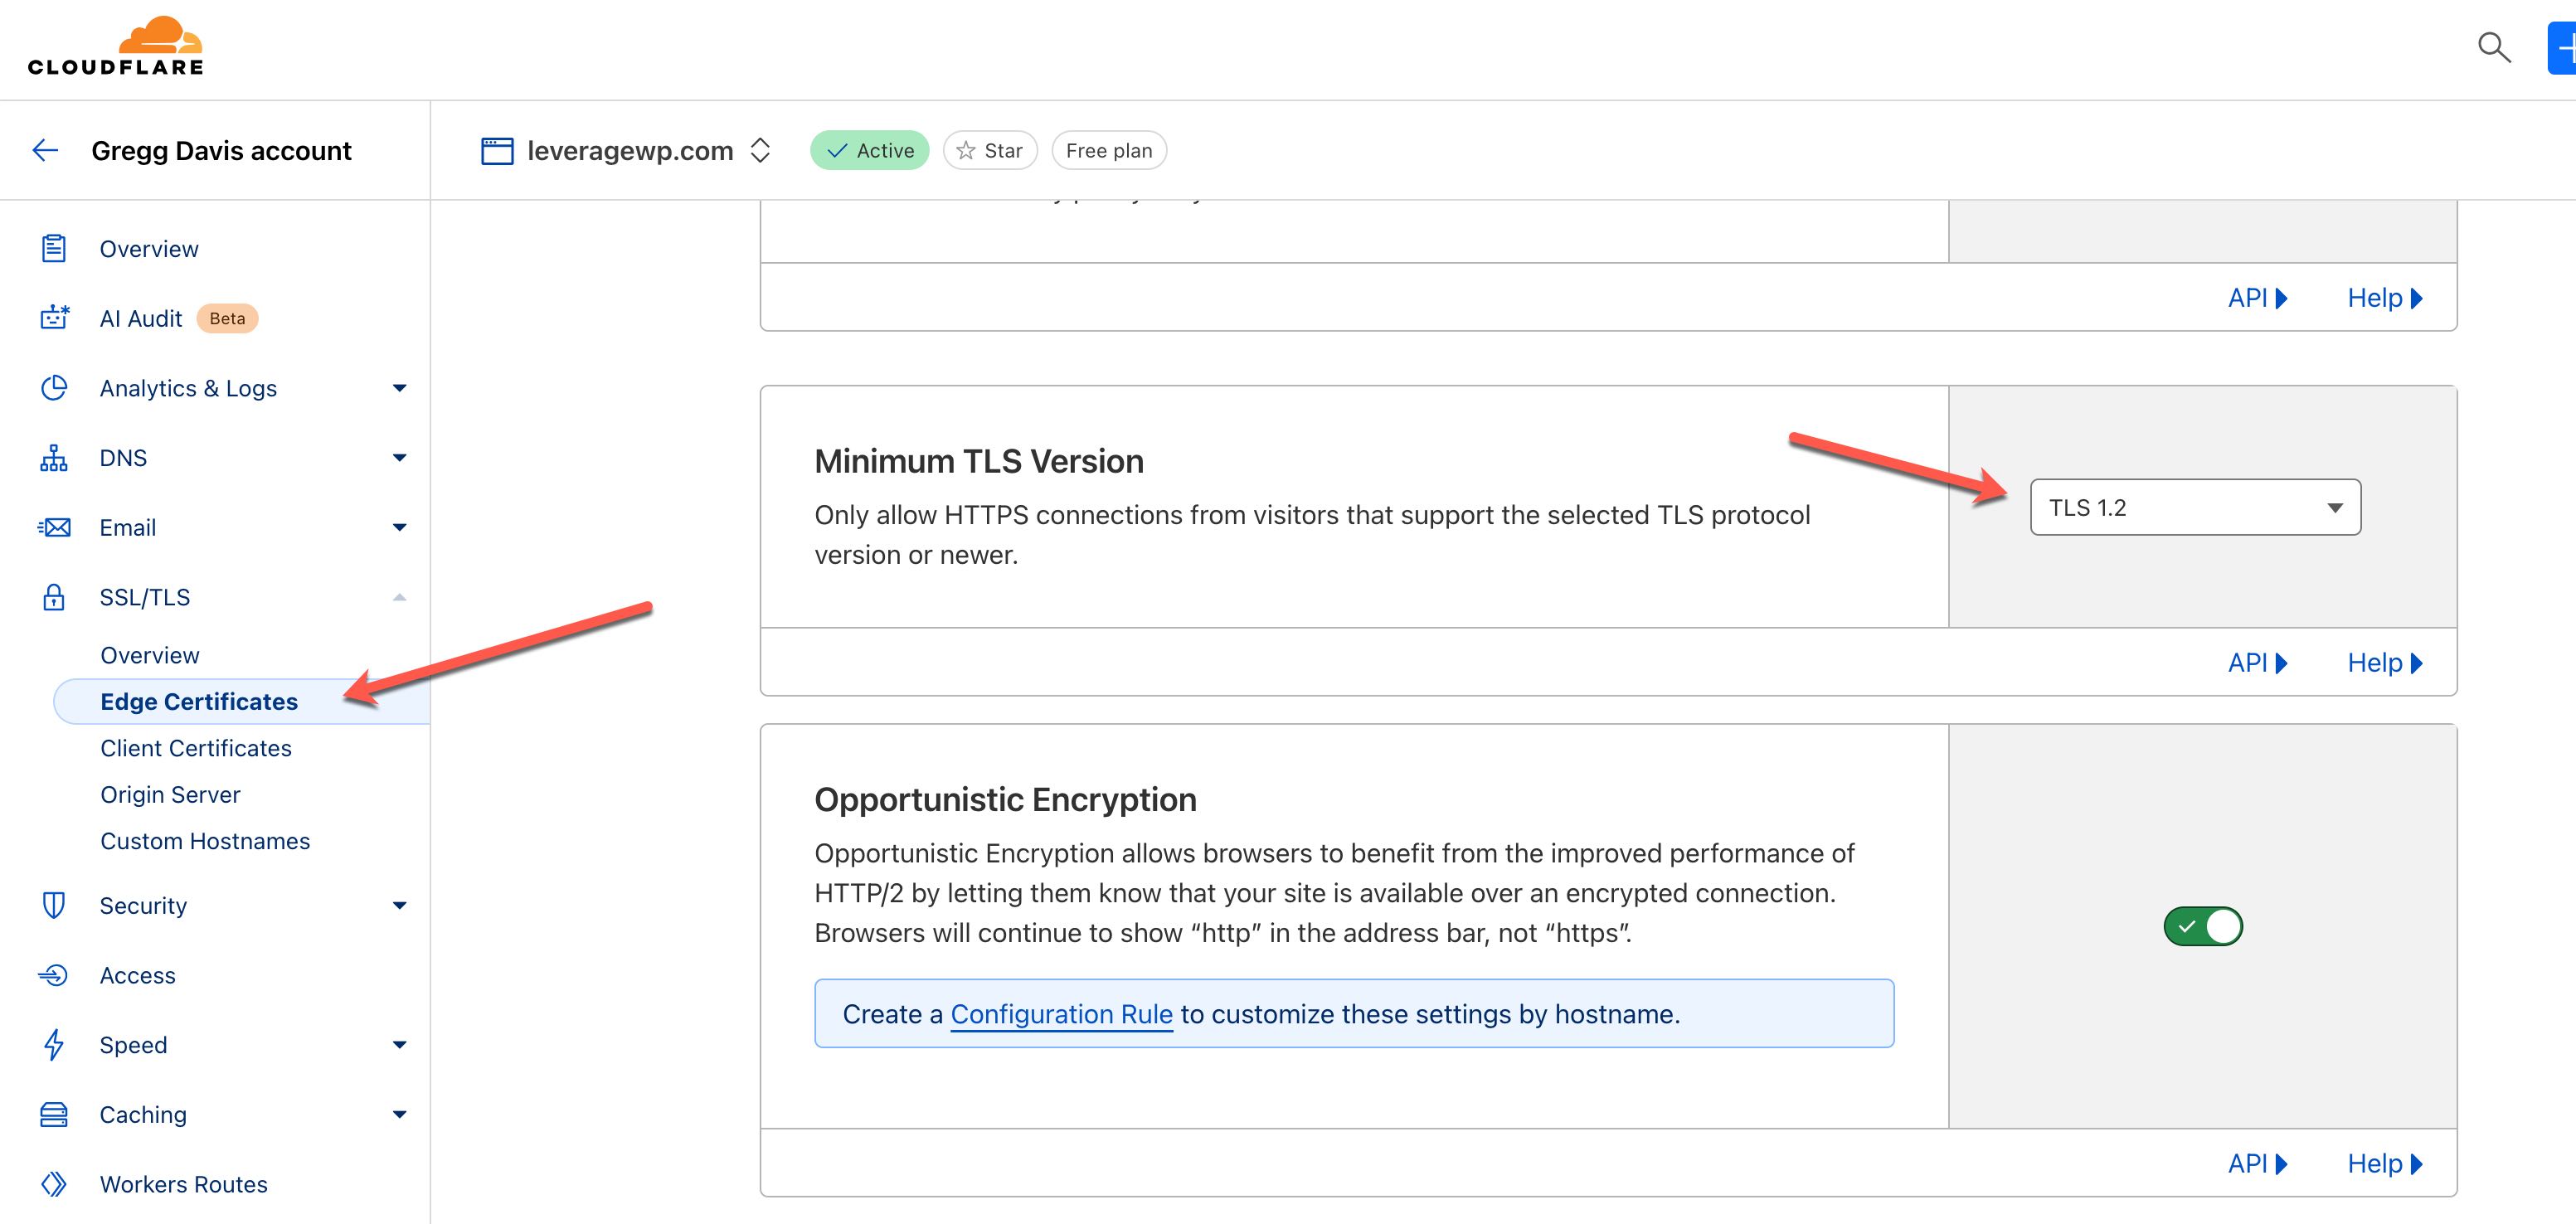 CLOUDFLARE
Gregg Davis account
leveragewp.com
Active
Star
Free plan
Overview
AI Audit
Beta
Analytics & Logs
DNS
Email
SSL/TLS
Overview
Edge Certificates
Client Certificates
Origin Server
Custom Hostnames
Security
Access
Speed
Caching
Workers Routes
API
Help
Minimum TLS Version
Only allow HTTPS connections from visitors that support the selected TLS protocol
version or newer.
TLS 1.2
API
Help
Opportunistic Encryption
Opportunistic Encryption allows browsers to benefit from the improved performance of
HTTP/2 by letting them know that your site is available over an encrypted connection.
Browsers will continue to show “http” in the address bar, not “https”.
Create a Configuration Rule to customize these settings by hostname.
API
Help